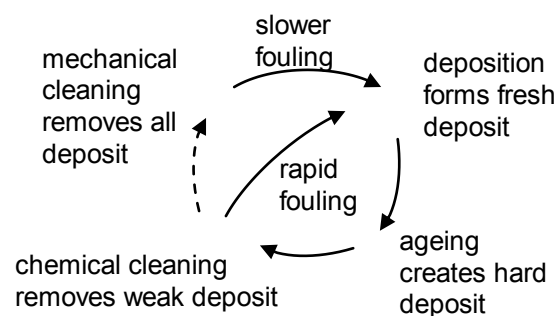 slower
fouling
mechanical
cleaning
removes all
deposit
deposition
forms fresh
deposit
rapid
fouling
ageing
creates hard
deposit
chemical cleaning
removes weak deposit